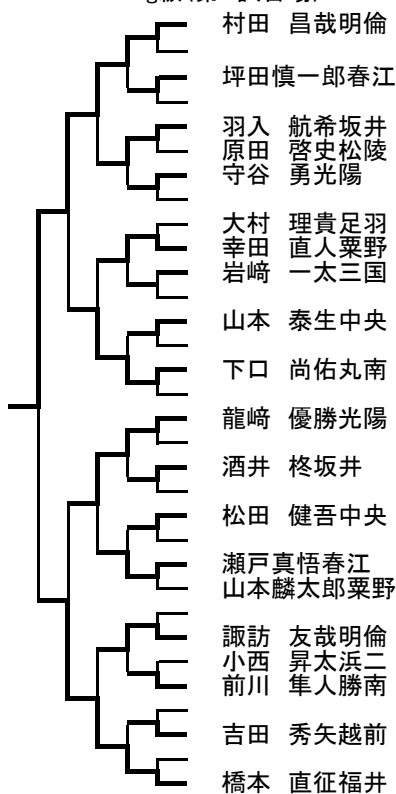 村田 昌哉明倫
坪田慎一郎春江
羽入 航希坂井
原田 啓史松陵
守谷 勇光陽
大村 理貴足羽
幸田 直人粟野
岩﨑 一太三国
山本 泰生中央
下口 尚佑丸南
龍﨑 優勝光陽
酒井 柊坂井
松田 健吾中央
瀬戸真悟春江
山本麟太郎粟野
諏訪 友哉明倫
小西 昇太浜二
前川 隼人勝南
吉田 秀矢越前
橋本 直征福井